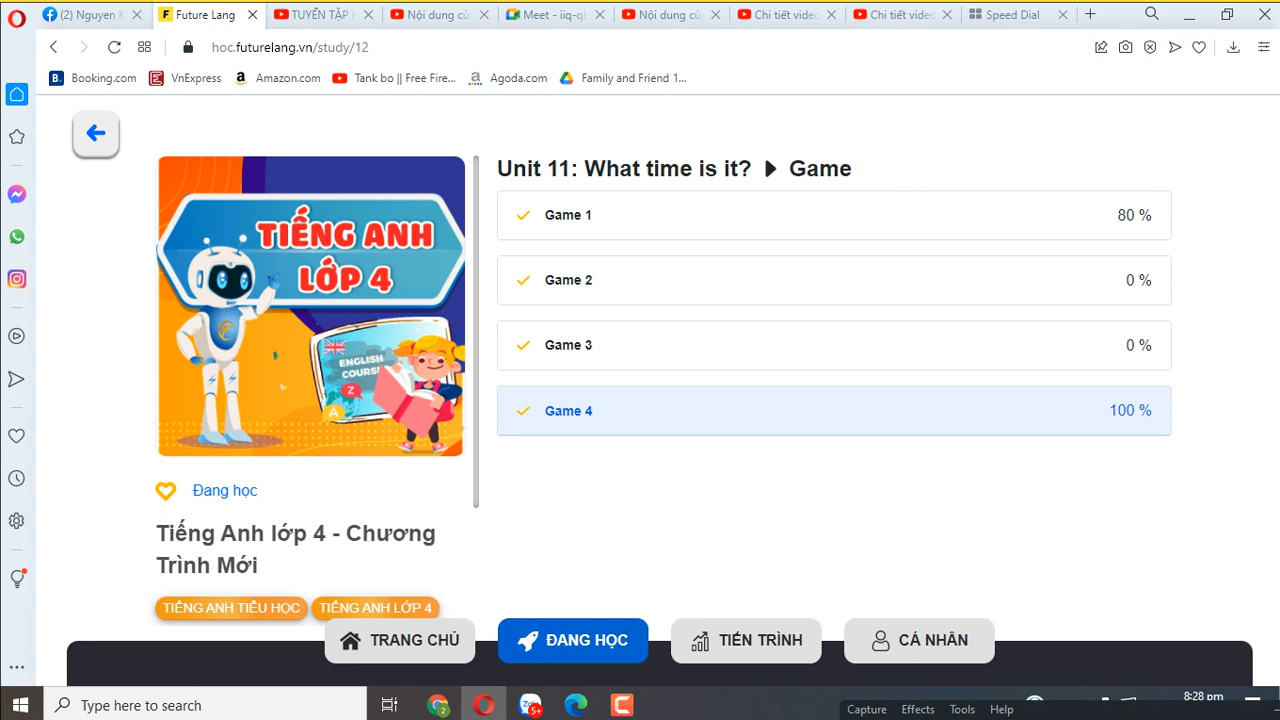 (2) Nguyen K
Future Lang
TUYỂN TẬP H
Nội dung củ
Meet - iiq-qb
Nội dung củ
Chi tiết video
Chi tiết video
Speed Dial
hoc.futurelang.vn/study/12
Booking.com
VnExpress
Amazon.com
Tank bo || Free Fire...
Agoda.com
Family and Friend 1...
TIẾNG ANH
LỚP 4
ENGLISH
COURSE
Z
A
Unit 11: What time is it? Game
Game 1 80 %
Game 2 0 %
Game 3 0 %
Game 4 100 %
Đang học
Tiếng Anh lớp 4 - Chương
Trình Mới
TIẾNG ANH TIỂU HỌC TIẾNG ANH LỚP 4
TRANG CHỦ
ĐANG HỌC
TIẾN TRÌNH
CÁ NHÂN
Type here to search
2
Zalo
5+
8:28 pm
Capture Effects Tools Help